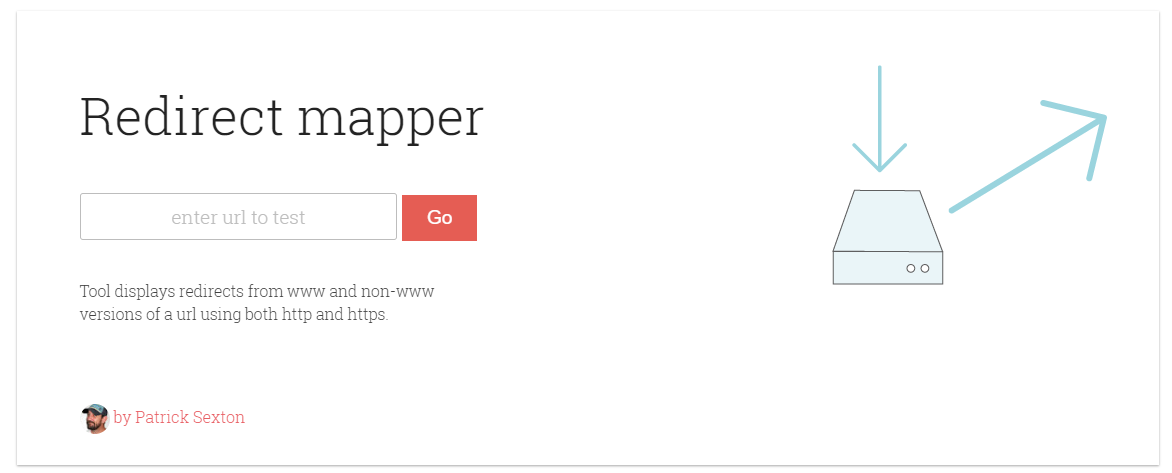 Redirect mapper
enter url to test
Go
Tool displays redirects from www and non-www
versions of a url using both http and https.
by Patrick Sexton